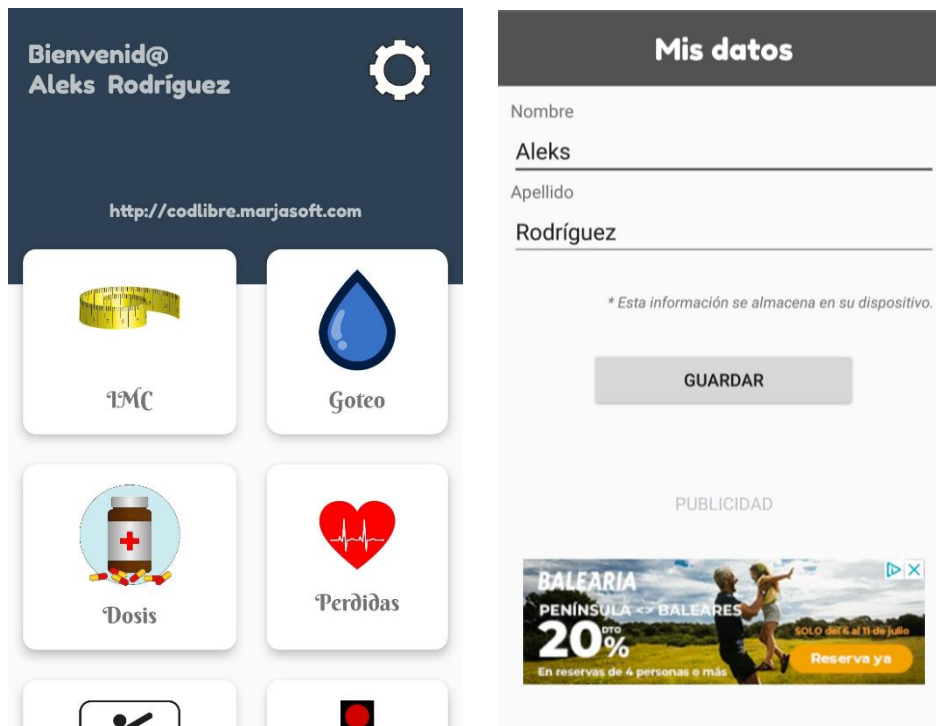 Bienvenid@
Aleks Rodríguez
http://codlibre.marjasoft.com
IMC
Goteo
Dosis
Perdidas
Mis datos
Nombre
Aleks
Apellido
Rodríguez
* Esta información se almacena en su dispositivo.
GUARDAR
PUBLICIDAD
BALEARIA
PENÍNSULA <> BALEARES
20% DTO
SOLO del 6 al 11 de julio
En reservas de 4 personas o más
Reserva ya